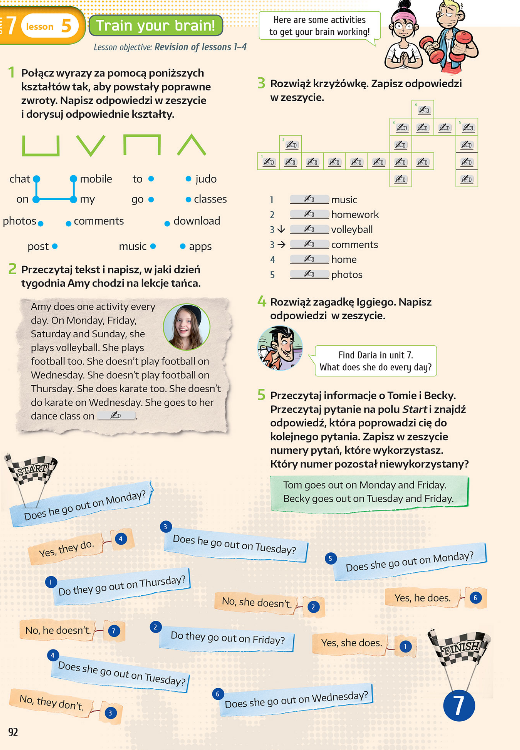 7 lesson 5 Train your brain!
Lesson objective: Revision of lessons 1–4
Here are some activities
to get your brain working!
1 Połącz wyrazy za pomocą poniższych
kształtów tak, aby powstały poprawne
zwroty. Napisz odpowiedzi w zeszycie
i dorysuj odpowiednie kształty.
chat mobile to judo
on my go classes
photos comments download
post music apps
2 Przeczytaj tekst i napisz, w jaki dzień
tygodnia Amy chodzi na lekcje tańca.
Amy does one activity every
day. On Monday, Friday,
Saturday and Sunday, she
plays volleyball. She plays
football too. She doesn't play football on
Wednesday. She doesn't play football on
Thursday. She does karate too. She doesn't
do karate on Wednesday. She goes to her
dance class on .
3 Rozwiąż krzyżówkę. Zapisz odpowiedzi
w zeszycie.
1 music
2 homework
3 ↓ volleyball
3 → comments
4 home
5 photos
4 Rozwiąż zagadkę Iggiego. Napisz
odpowiedzi w zeszycie.
Find Daria in unit 7.
What does she do every day?
5 Przeczytaj informacje o Tomie i Becky.
Przeczytaj pytanie na polu Start i znajdź
odpowiedź, która poprowadzi cię do
kolejnego pytania. Zapisz w zeszycie
numery pytań, które wykorzystasz.
Który numer pozostał niewykorzystany?
Tom goes out on Monday and Friday.
Becky goes out on Tuesday and Friday.
START!
Does he go out on Monday?
Yes, they do. 4
3 Does he go out on Tuesday?
5 Does she go out on Monday?
1 Do they go out on Thursday?
No, she doesn't. 2
Yes, he does. 6
No, he doesn't. 7
2 Do they go out on Friday?
Yes, she does. 1
FINISH!
4 Does she go out on Tuesday?
6 Does she go out on Wednesday?
No, they don't. 3
7
92